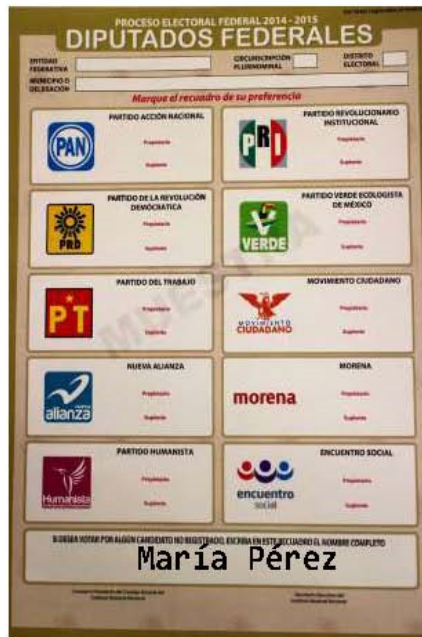 PROCESO ELECTORAL FEDERAL 2014 - 2015
DIPUTADOS FEDERALES
ENTIDAD
FEDERATIVA
CIRCUNSCRIPCIÓN
PLURINOMINAL
DISTRITO
ELECTORAL
MUNICIPIO O
DELEGACIÓN
Marque el recuadro de su preferencia
PARTIDO ACCIÓN NACIONAL
PAN
Propietario
Suplente
PARTIDO REVOLUCIONARIO
INSTITUCIONAL
PRI
Propietario
Suplente
PARTIDO DE LA REVOLUCIÓN
DEMOCRÁTICA
PRD
Propietario
Suplente
PARTIDO VERDE ECOLOGISTA
DE MÉXICO
VERDE
Propietario
Suplente
MUESTRA
PARTIDO DEL TRABAJO
PT
Propietario
Suplente
MOVIMIENTO CIUDADANO
MOVIMIENTO
CIUDADANO
Propietario
Suplente
NUEVA ALIANZA
nueva
alianza
Propietario
Suplente
MORENA
morena
Propietario
Suplente
PARTIDO HUMANISTA
Humanista
Propietario
Suplente
ENCUENTRO SOCIAL
encuentro
social
Propietario
Suplente
SI DESEA VOTAR POR ALGÚN CANDIDATO NO REGISTRADO, ESCRIBA EN ESTE RECUADRO EL NOMBRE COMPLETO
María Pérez